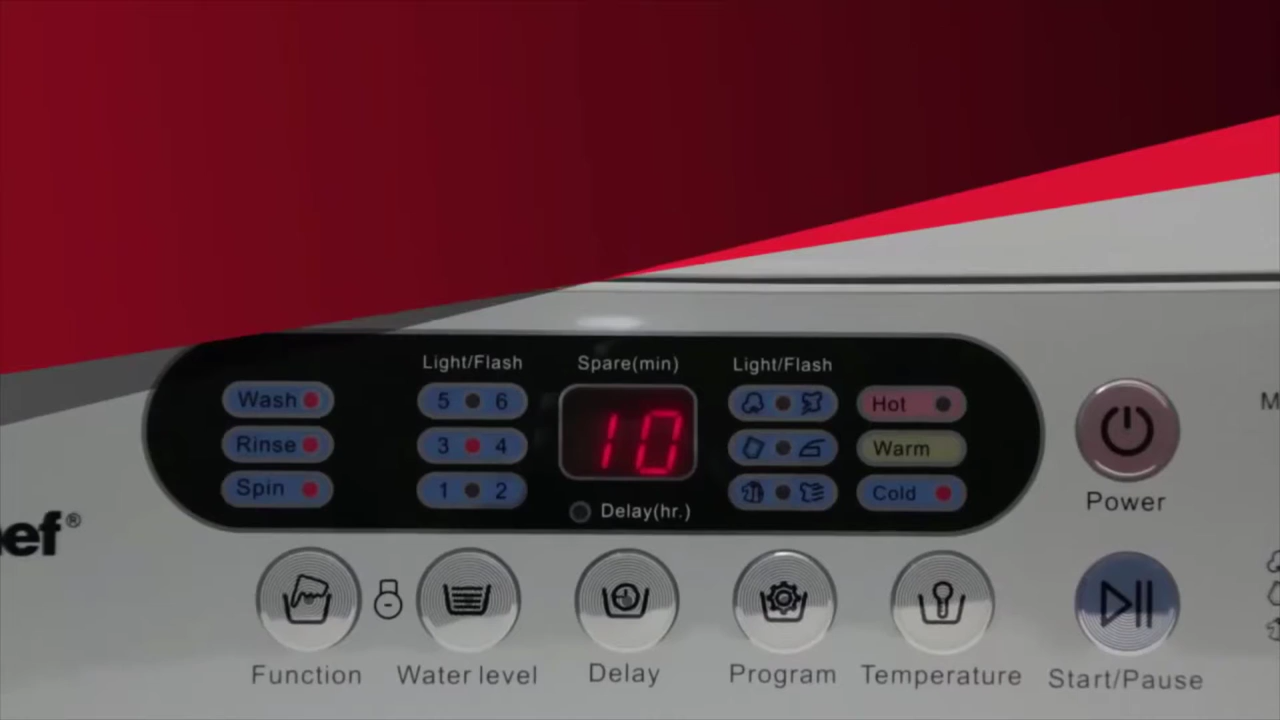 Light/Flash Spare(min) Light/Flash
Wash 5 6 10 Hot
Rinse 3 4 Warm
Spin 1 2 Cold
Delay(hr.)
Power
ef®
Function Water level Delay Program Temperature Start/Pause
M